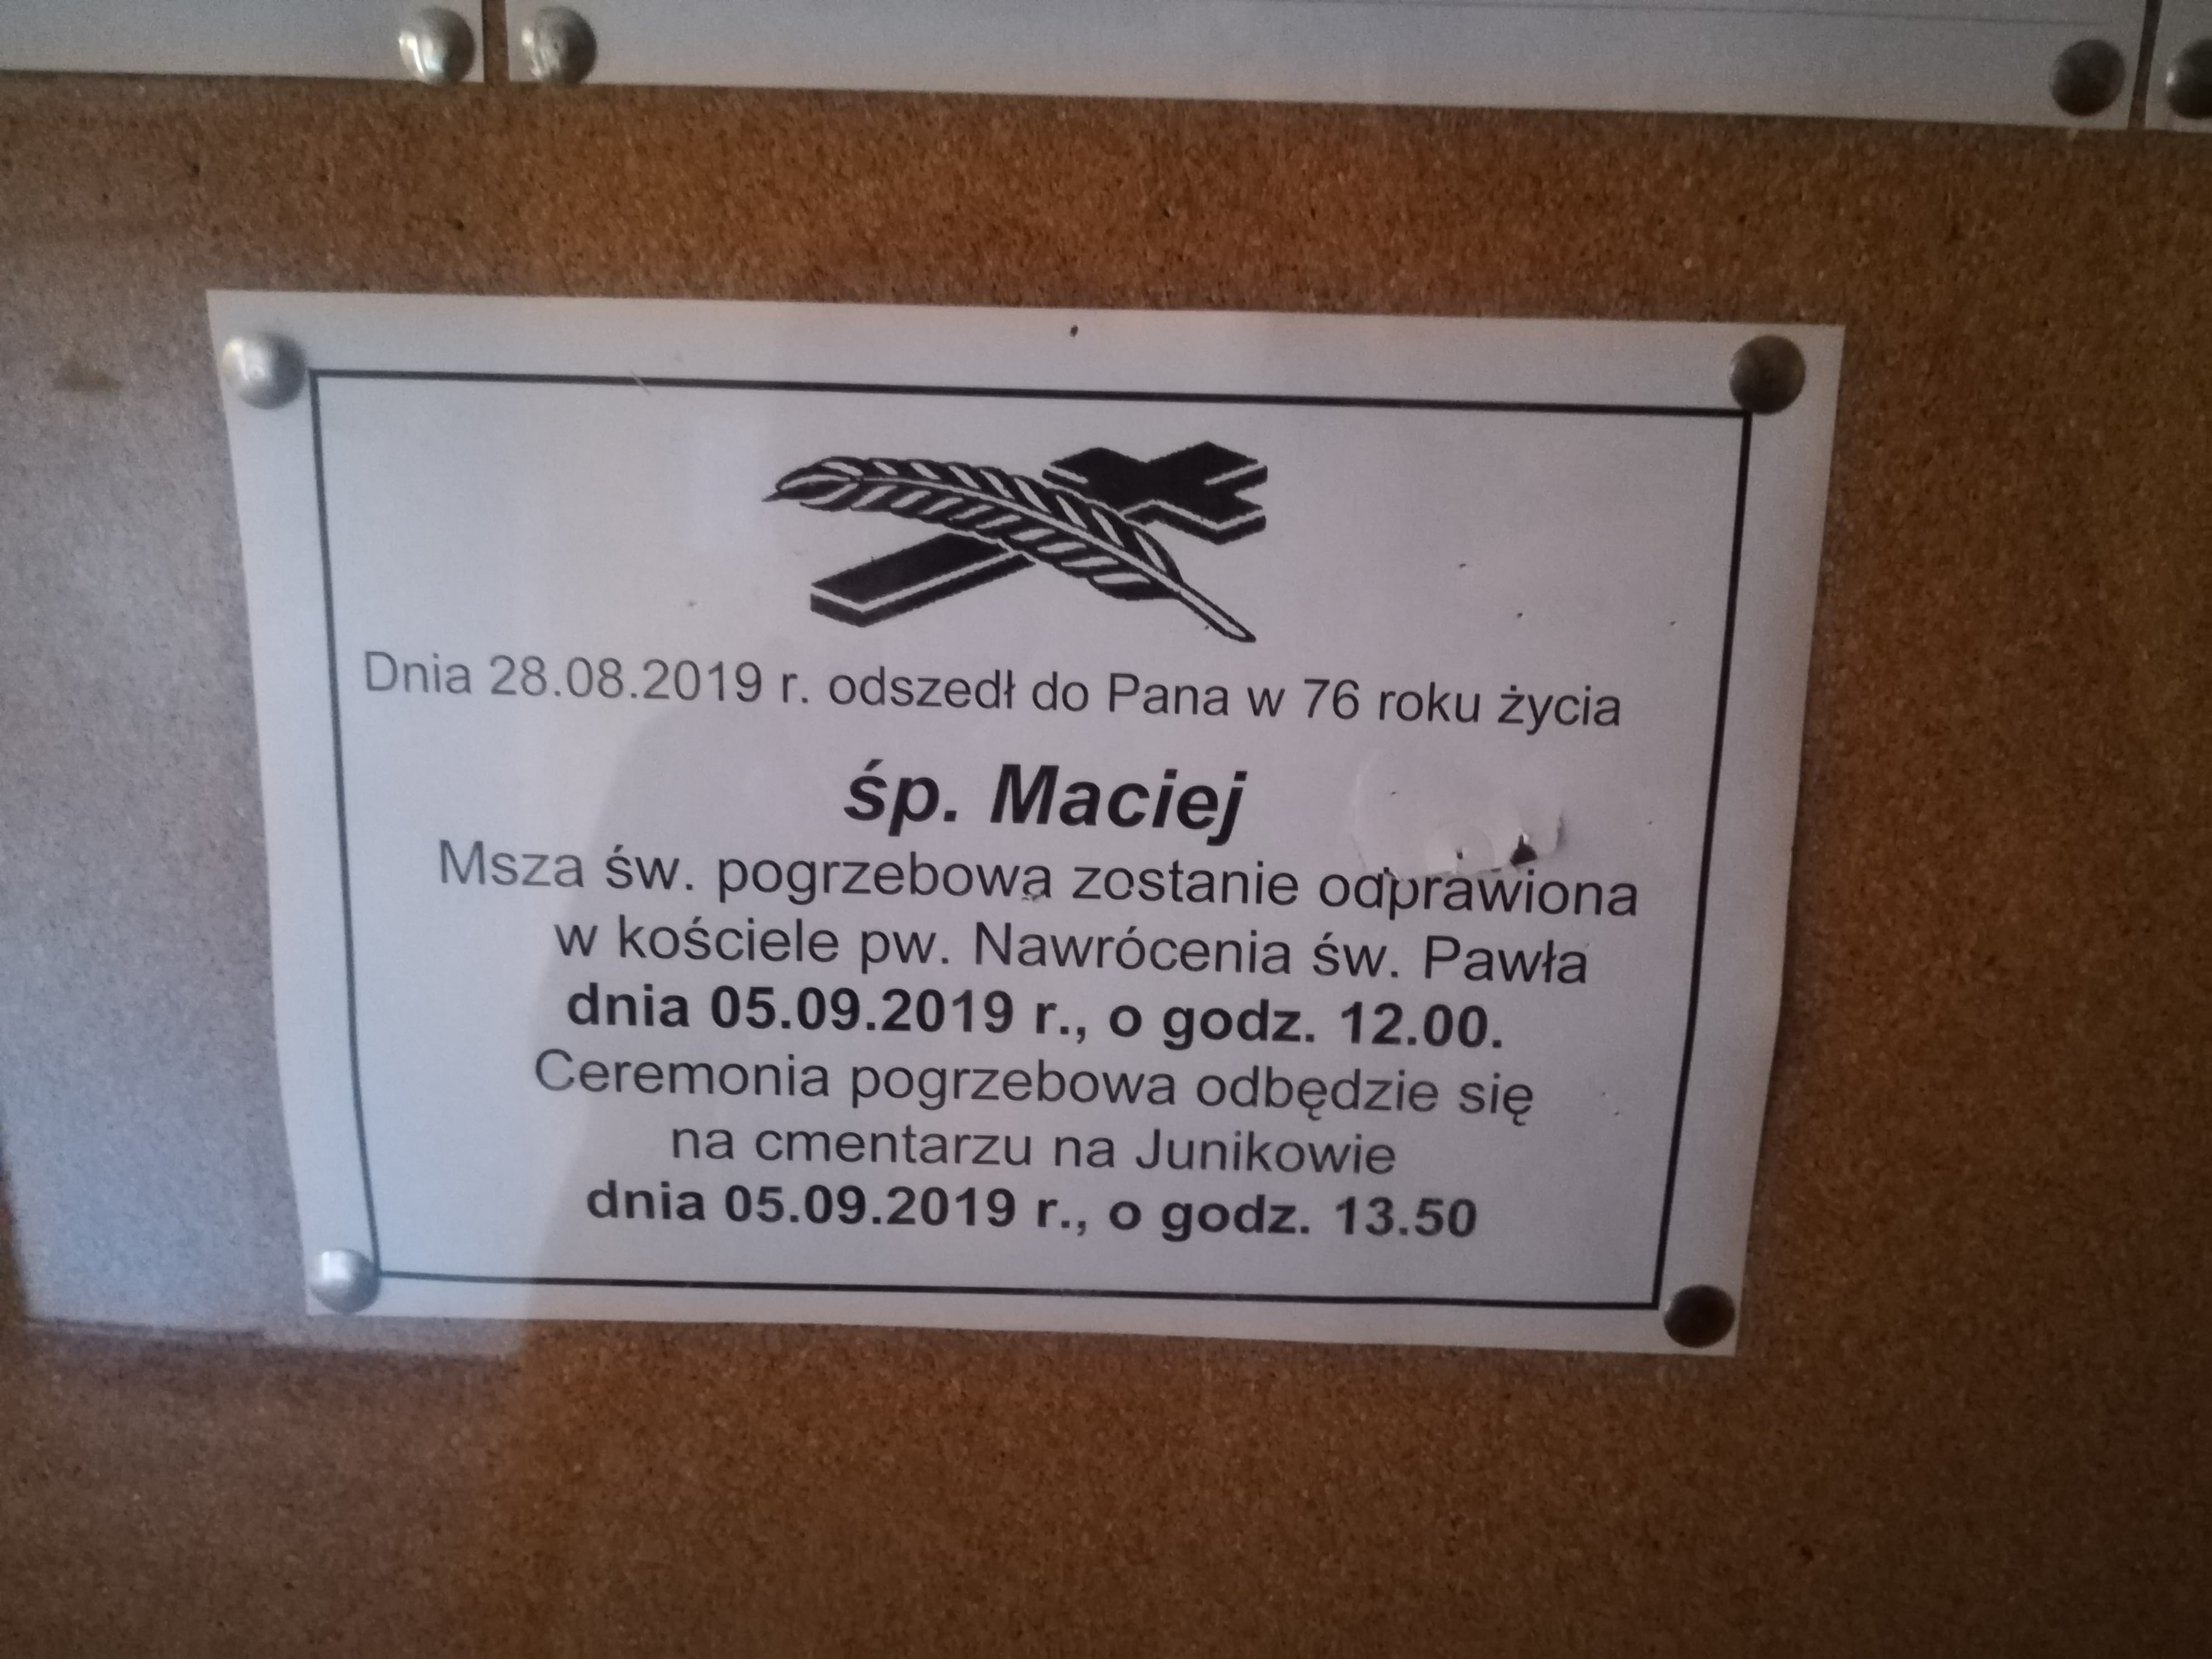 Dnia 28.08.2019 r. odszedł do Pana w 76 roku życia
śp. Maciej
Msza św. pogrzebowa zostanie odprawiona
w kościele pw. Nawrócenia św. Pawła
dnia 05.09.2019 r., o godz. 12.00.
Ceremonia pogrzebowa odbędzie się
na cmentarzu na Junikowie
dnia 05.09.2019 r., o godz. 13.50